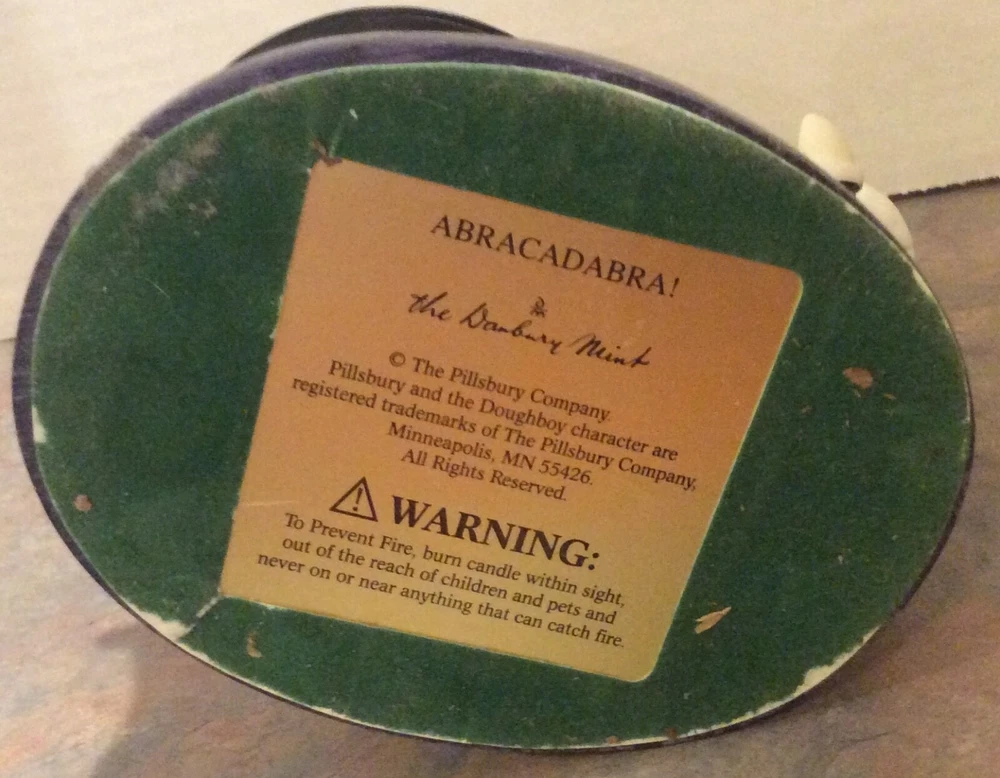 ABRACADABRA!
the Danbury Mint
© The Pillsbury Company.
Pillsbury and the Doughboy character are
registered trademarks of The Pillsbury Company,
Minneapolis, MN 55426.
All Rights Reserved.
WARNING:
To Prevent Fire, burn candle within sight,
out of the reach of children and pets and
never on or near anything that can catch fire.